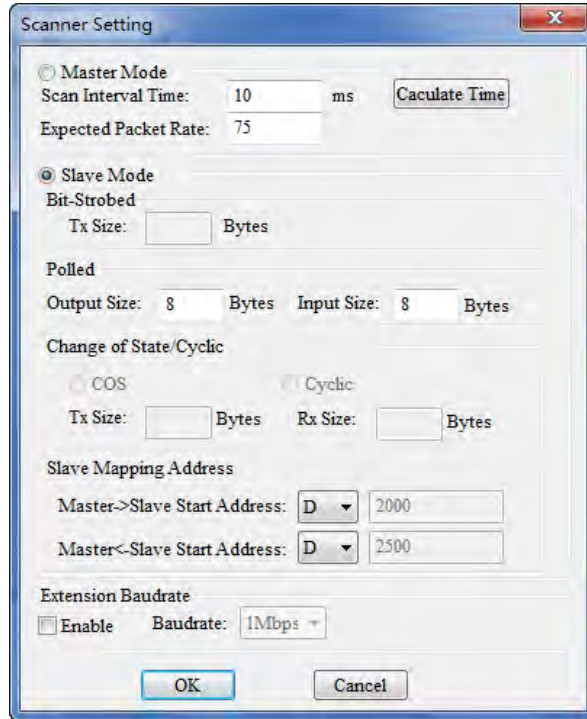 Scanner Setting
Master Mode
Scan Interval Time: 10 ms Caculate Time
Expected Packet Rate: 75
Slave Mode
Bit-Strobed
Tx Size: Bytes
Polled
Output Size: 8 Bytes Input Size: 8 Bytes
Change of State/Cyclic
COS Cyclic
Tx Size: Bytes Rx Size: Bytes
Slave Mapping Address
Master->Slave Start Address: D 2000
Master<-Slave Start Address: D 2500
Extension Baudrate
Enable Baudrate: 1Mbps
OK Cancel